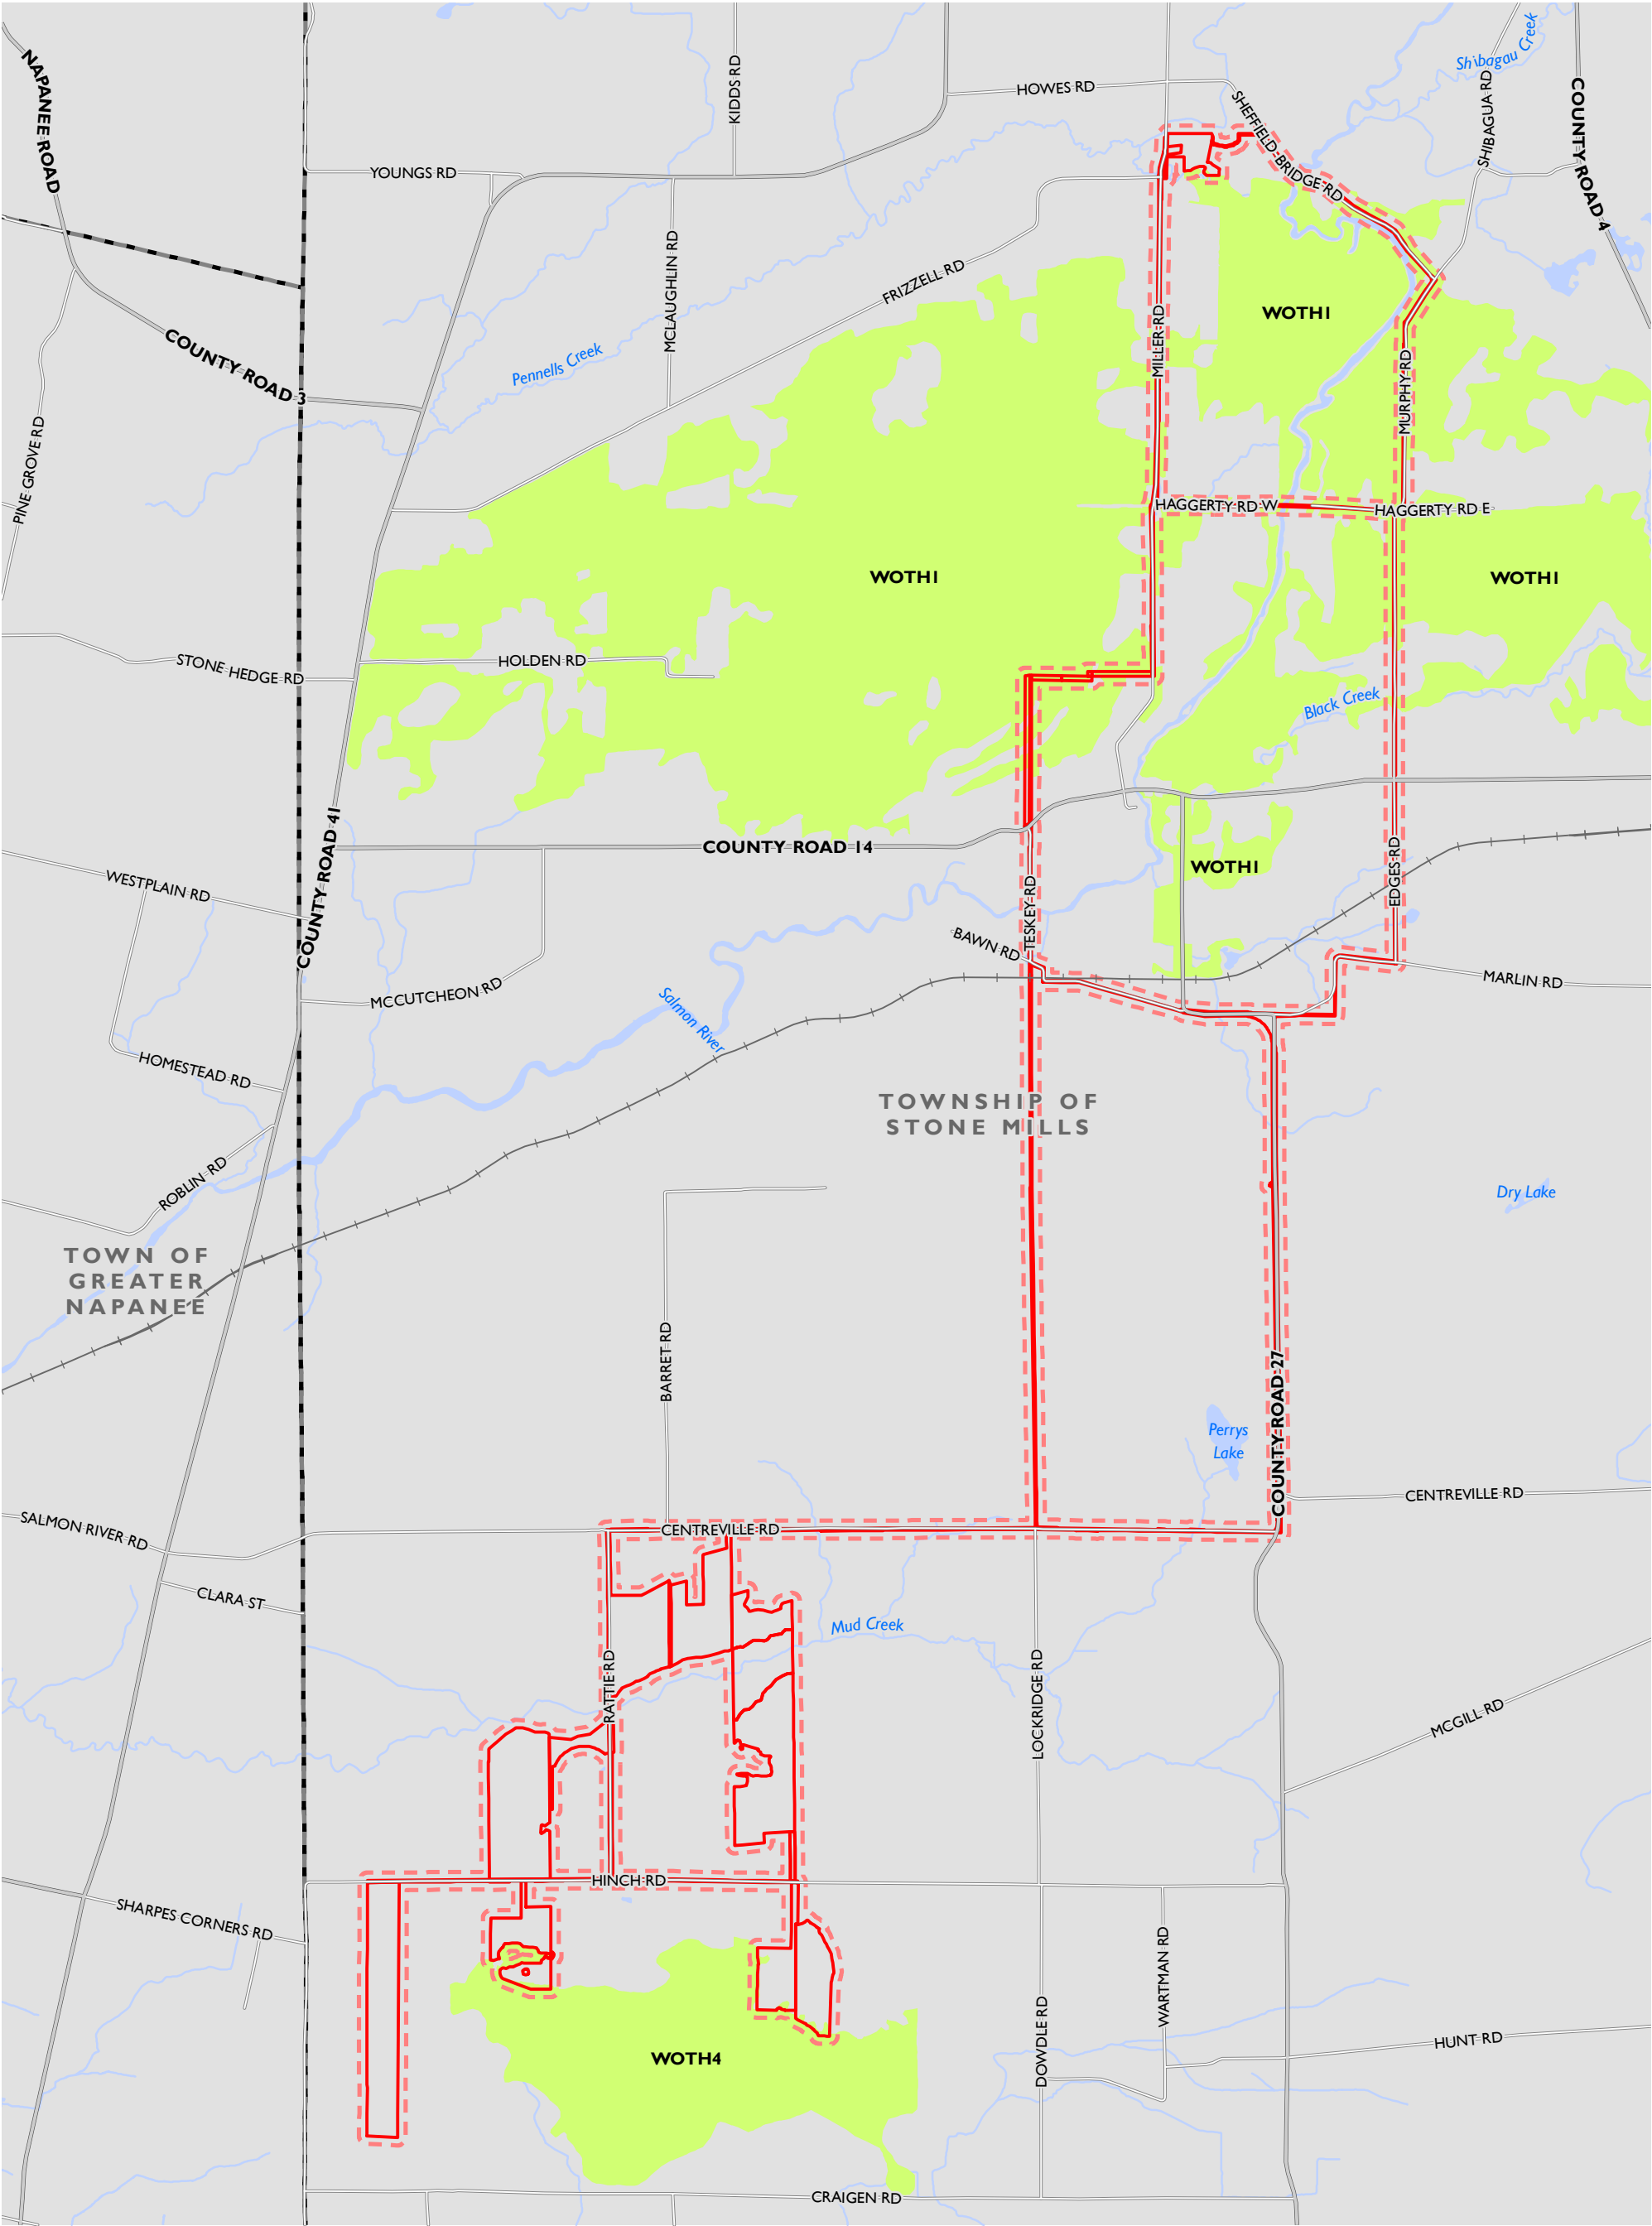 Shibagau Creek
NAPANEE ROAD
KIDDS RD
HOWES RD
SHEFFIELD BRIDGE RD
SHIBAGUA RD
COUNTY ROAD 4
YOUNGS RD
MCLAUGHLIN RD
FRIZZELL RD
WOTH1
MILLER RD
COUNTY ROAD 3
Pennells Creek
MURPHY RD
PINE GROVE RD
HAGGERTY RD W
HAGGERTY RD E
WOTH1
WOTH1
STONE HEDGE RD
HOLDEN RD
Black Creek
COUNTY ROAD 41
COUNTY ROAD 14
WOTH1
EDGES RD
WESTPLAIN RD
TESKEY RD
BAWN RD
MARLIN RD
MCCUTCHEON RD
Salmon River
HOMESTEAD RD
TOWNSHIP OF
STONE MILLS
ROBLIN RD
Dry Lake
TOWN OF
GREATER
NAPANEE
BARRET RD
COUNTY ROAD 27
Perrys
Lake
CENTREVILLE RD
SALMON RIVER RD
CENTREVILLE RD
CLARA ST
Mud Creek
RATTIE RD
LOCKRIDGE RD
MCGILL RD
HINCH RD
SHARPES CORNERS RD
WARTMAN RD
DOWDLE RD
HUNT RD
WOTH4
CRAIGEN RD